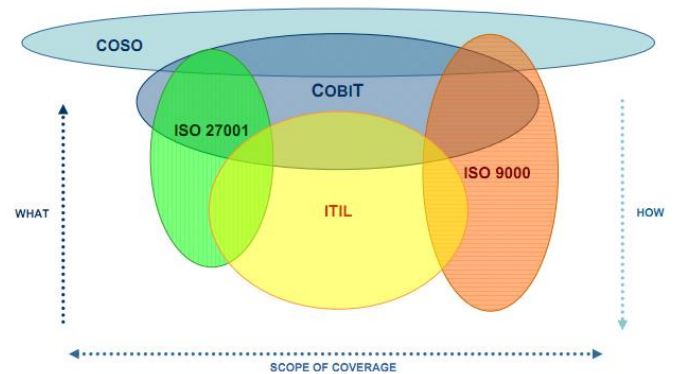 COSO
COBIT
ISO 27001
ISO 9000
ITIL
WHAT
HOW
SCOPE OF COVERAGE